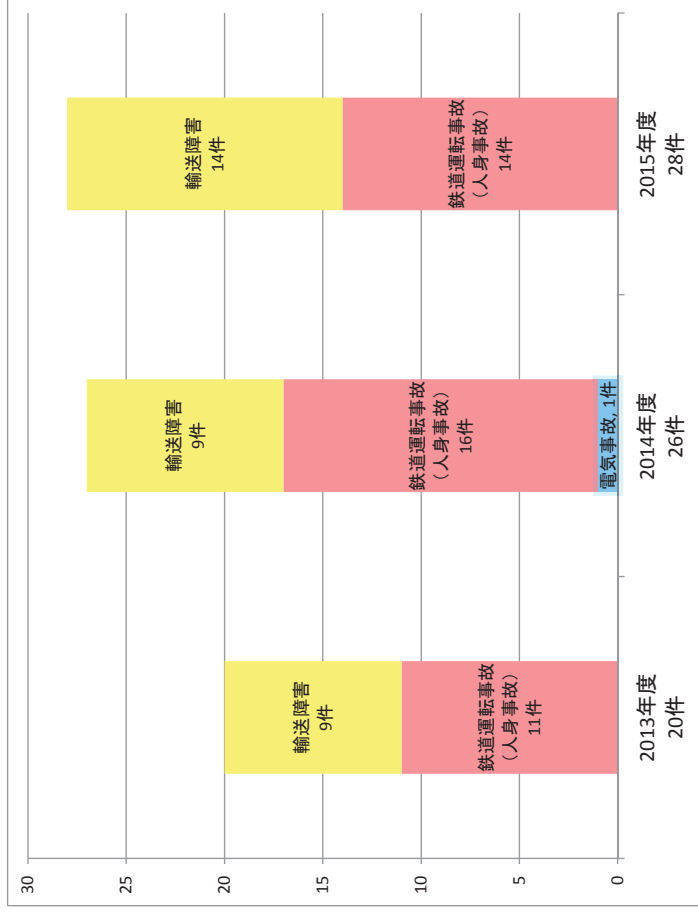 30
25
20
15
10
5
0
輸送障害
9件
鉄道運転事故
（人身事故）
11件
2013年度
20件
輸送障害
9件
鉄道運転事故
（人身事故）
16件
電気事故, 1件
2014年度
26件
輸送障害
14件
鉄道運転事故
（人身事故）
14件
2015年度
28件